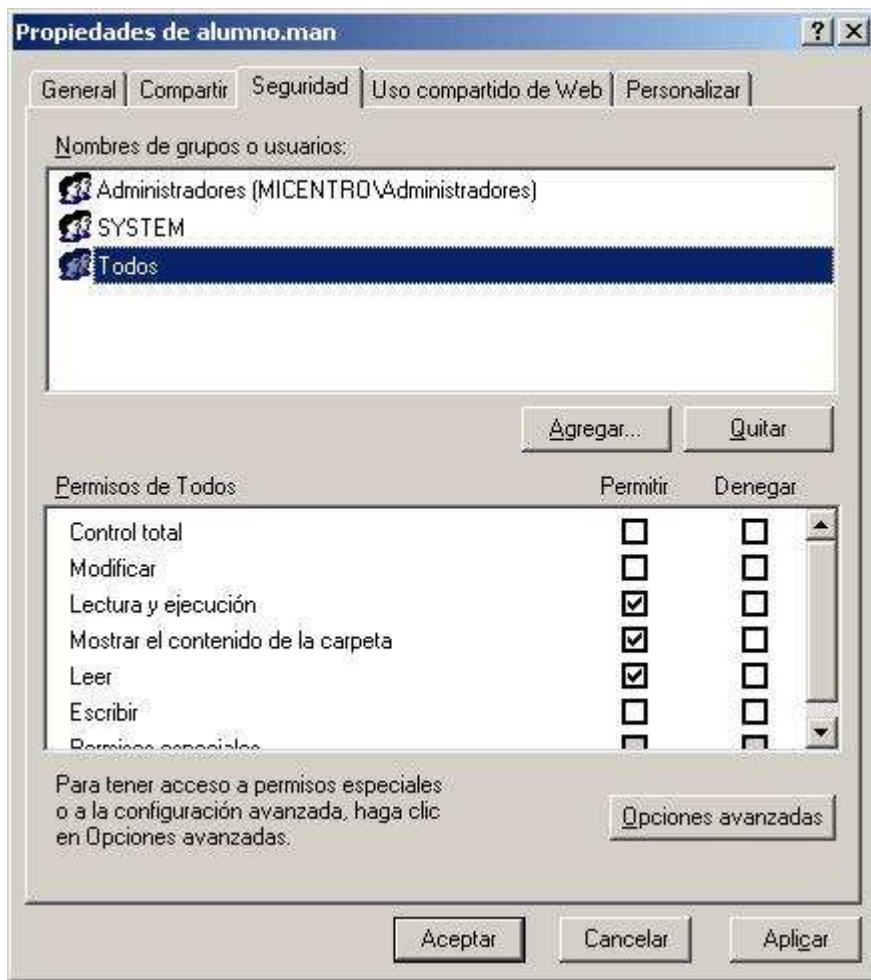 Propiedades de alumno.man
General Compartir Seguridad Uso compartido de Web Personalizar
Nombres de grupos o usuarios:
Administradores (MICENTRO\Administradores)
SYSTEM
Todos
Agregar... Quitar
Permisos de Todos Permitir Denegar
Control total
Modificar
Lectura y ejecución
Mostrar el contenido de la carpeta
Leer
Escribir
Permisos especiales
Para tener acceso a permisos especiales
o a la configuración avanzada, haga clic
en Opciones avanzadas.
Opciones avanzadas
Aceptar Cancelar Aplicar